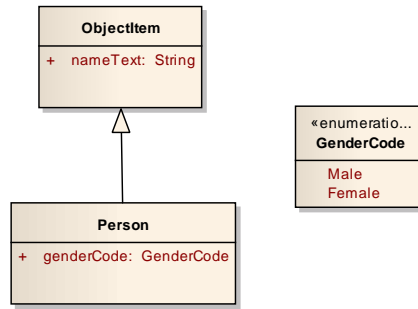 ObjectItem
+ nameText: String
«enumeratio...
GenderCode
Male
Female
Person
+ genderCode: GenderCode